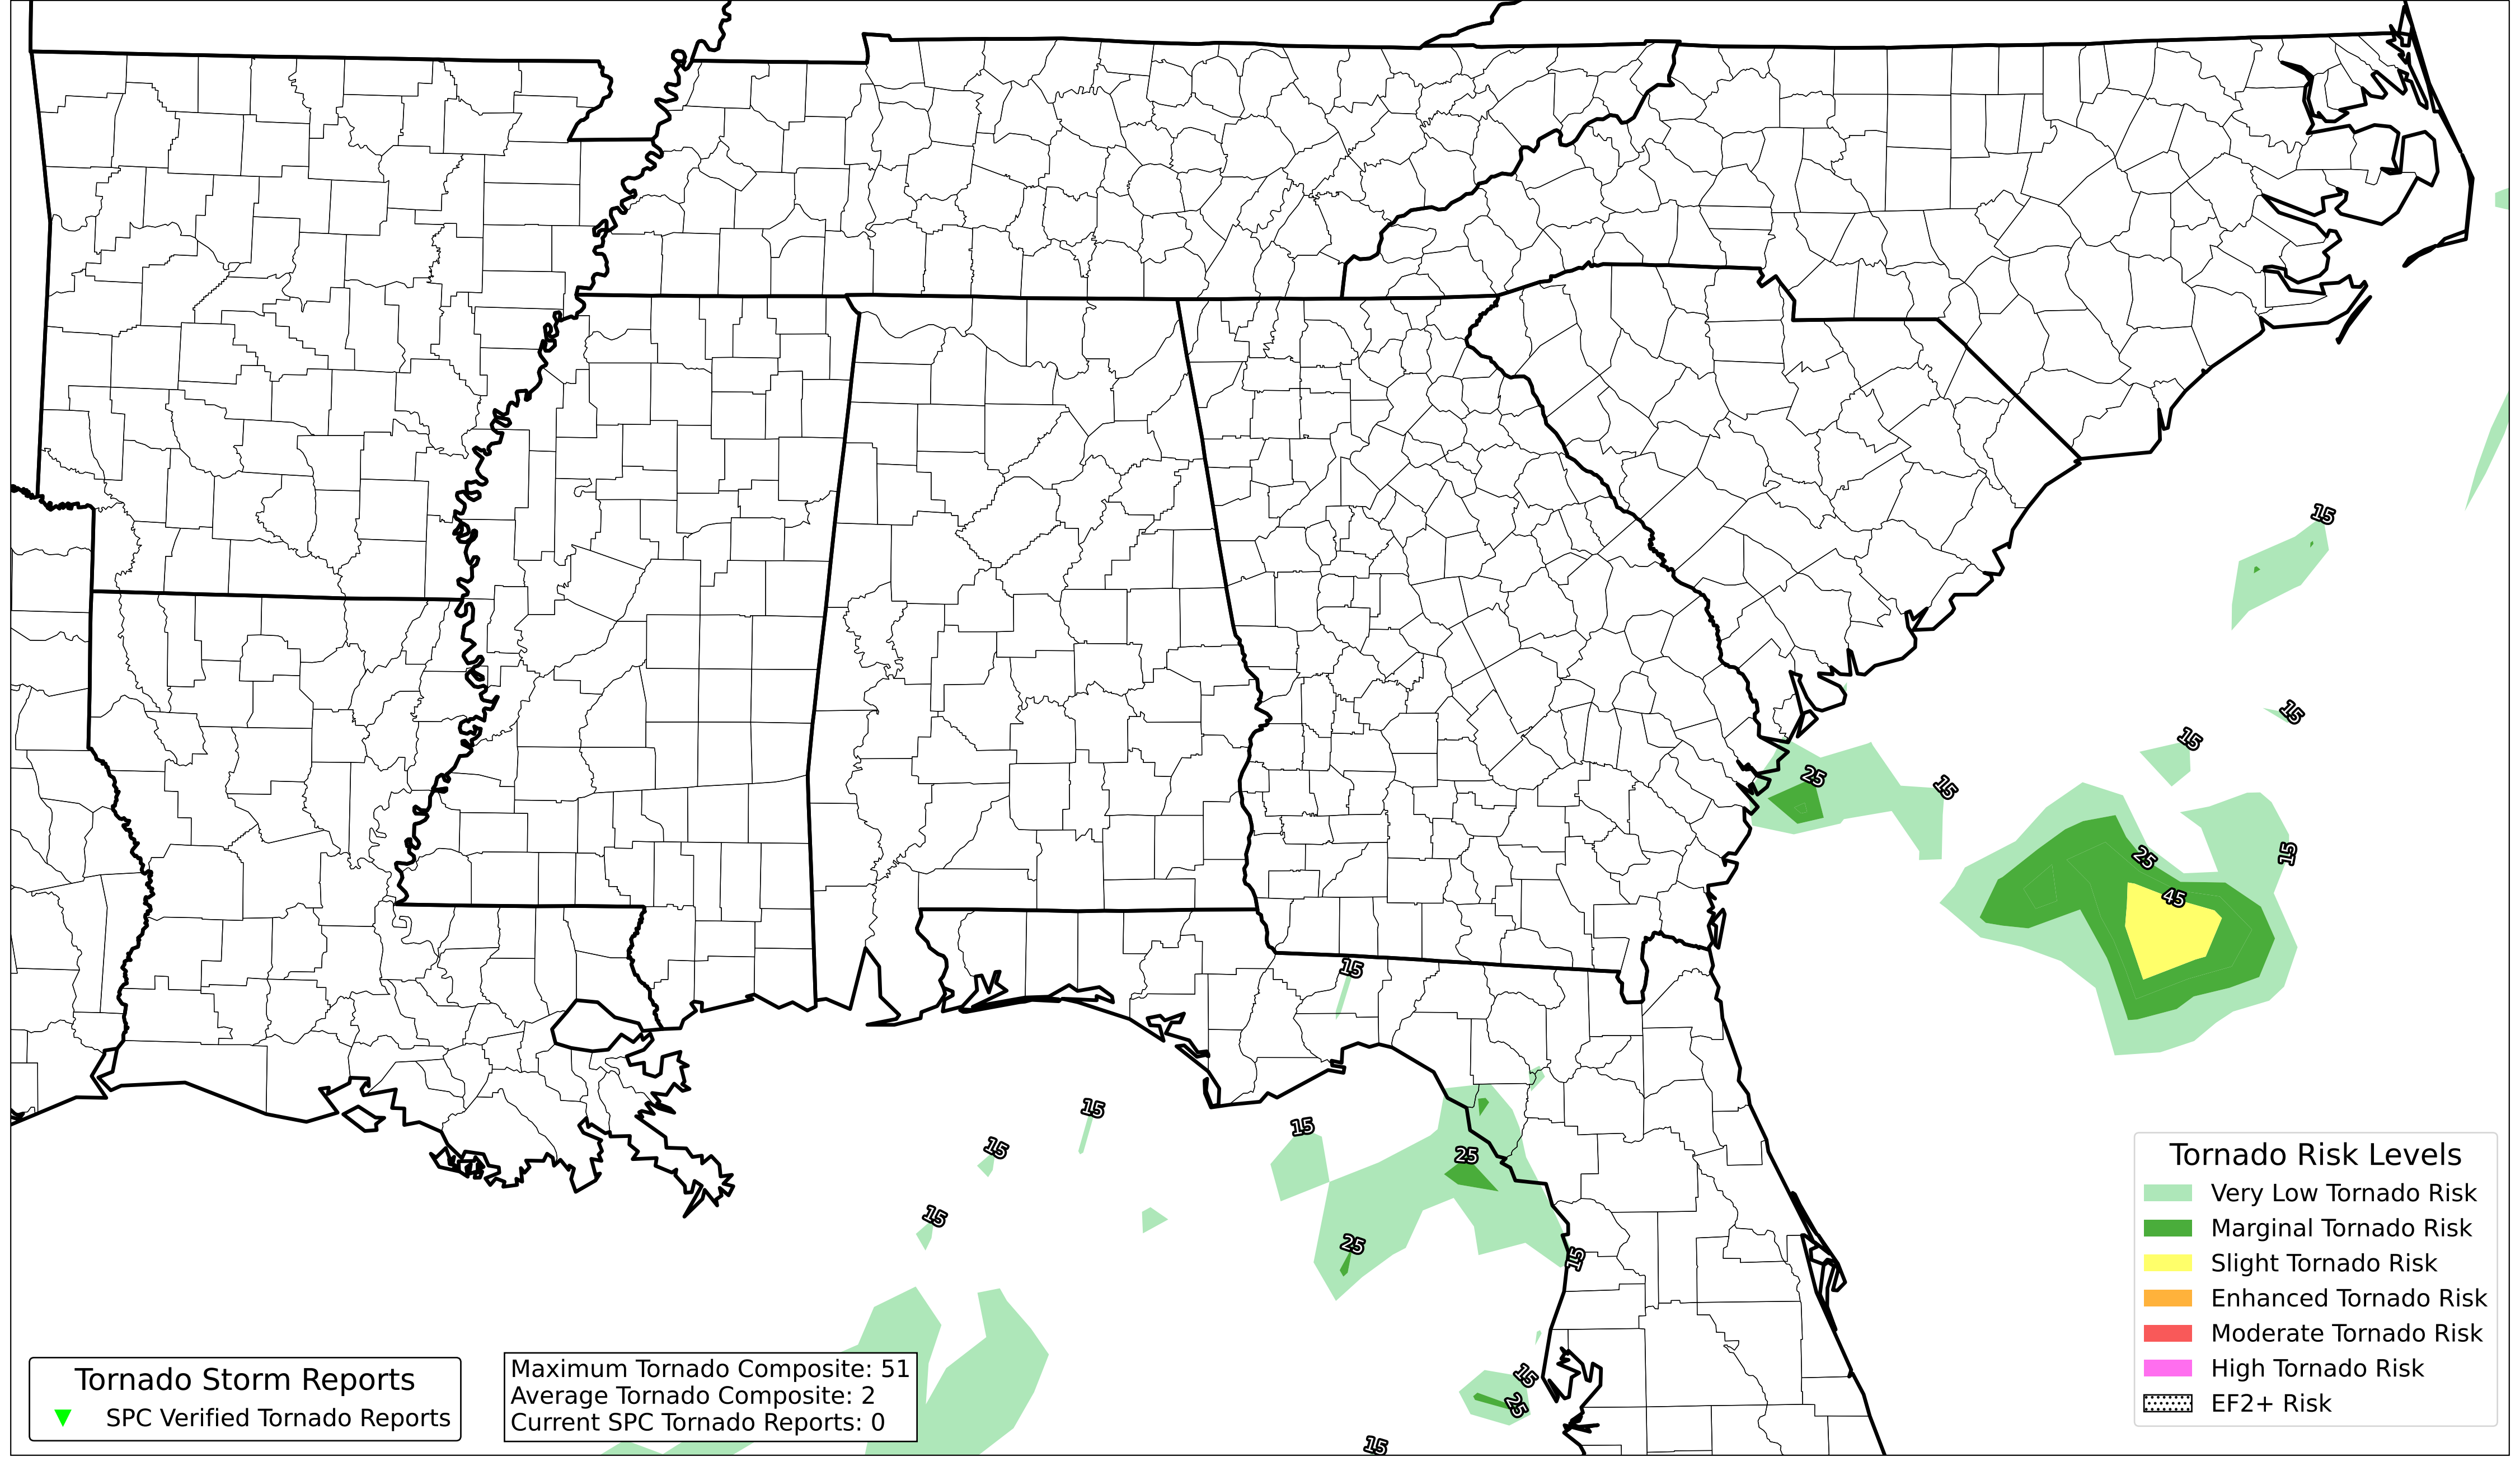 15
15
15
25
15
15
25
45
15
15
15
15
25
15
15
25
15
25
15
Tornado Risk Levels
Very Low Tornado Risk
Marginal Tornado Risk
Slight Tornado Risk
Enhanced Tornado Risk
Moderate Tornado Risk
High Tornado Risk
EF2+ Risk
Tornado Storm Reports
SPC Verified Tornado Reports
Maximum Tornado Composite: 51
Average Tornado Composite: 2
Current SPC Tornado Reports: 0
15